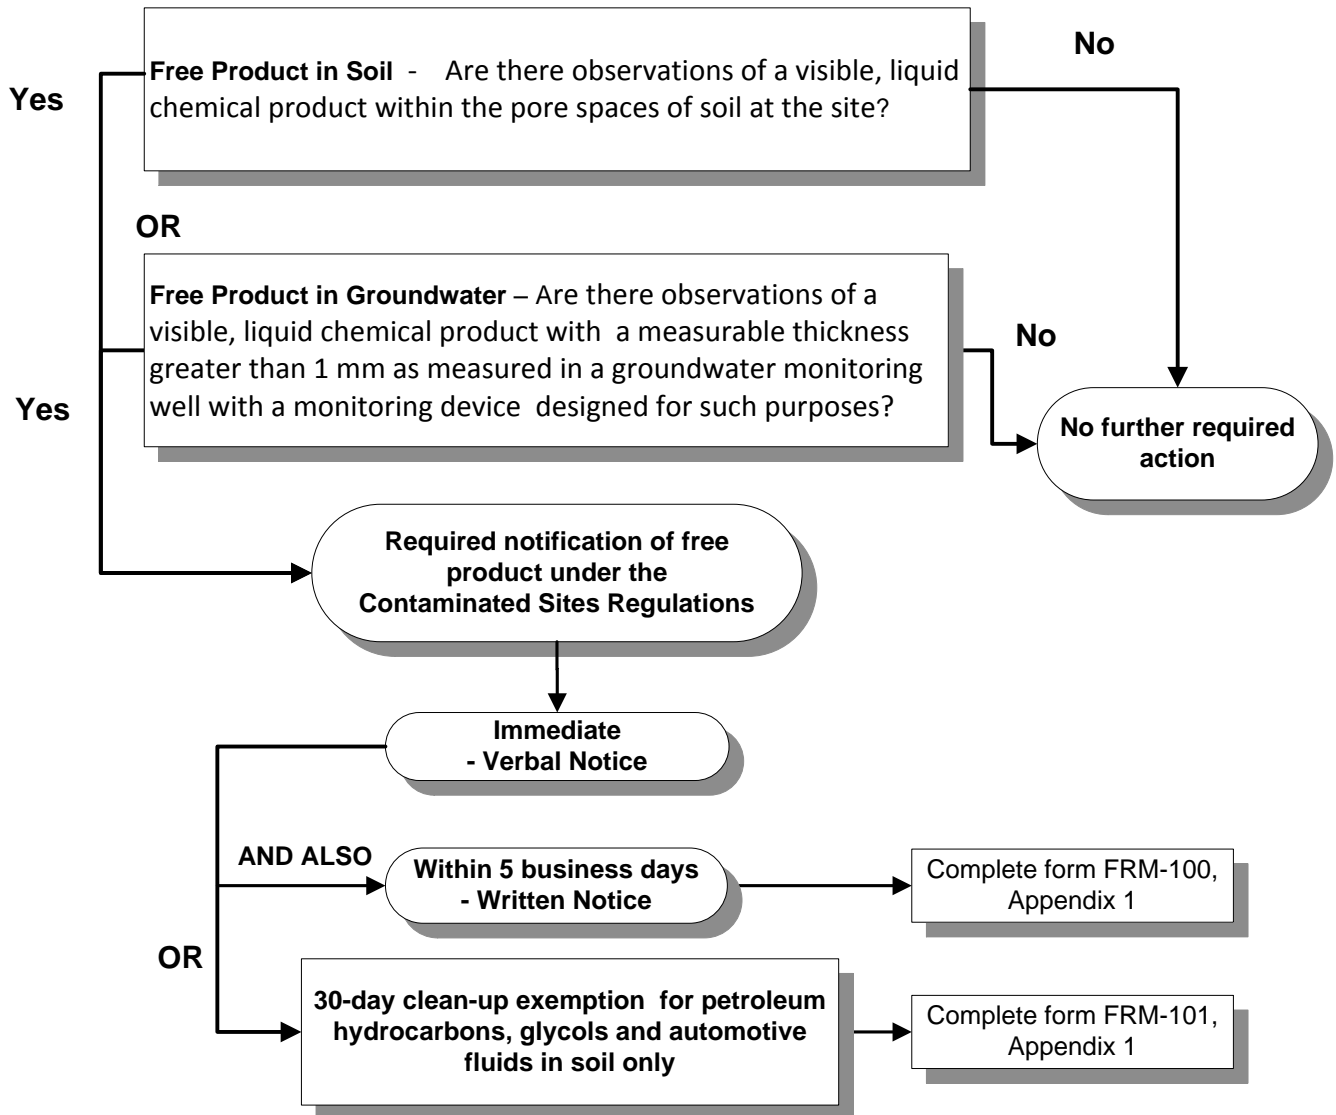 No
Free Product in Soil - Are there observations of a visible, liquid
chemical product within the pore spaces of soil at the site?
Yes
OR
Free Product in Groundwater – Are there observations of a
visible, liquid chemical product with a measurable thickness
greater than 1 mm as measured in a groundwater monitoring
well with a monitoring device designed for such purposes?
No
Yes
No further required
action
Required notification of free
product under the
Contaminated Sites Regulations
Immediate
- Verbal Notice
AND ALSO
Within 5 business days
- Written Notice
Complete form FRM-100,
Appendix 1
OR
30-day clean-up exemption for petroleum
hydrocarbons, glycols and automotive
fluids in soil only
Complete form FRM-101,
Appendix 1